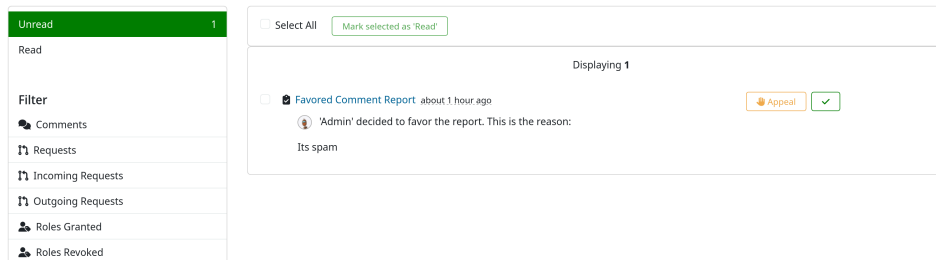 Unread 1
Read
Filter
Comments
Requests
Incoming Requests
Outgoing Requests
Roles Granted
Roles Revoked
Select All Mark selected as 'Read'
Displaying 1
Favored Comment Report about 1 hour ago Appeal
'Admin' decided to favor the report. This is the reason:
Its spam